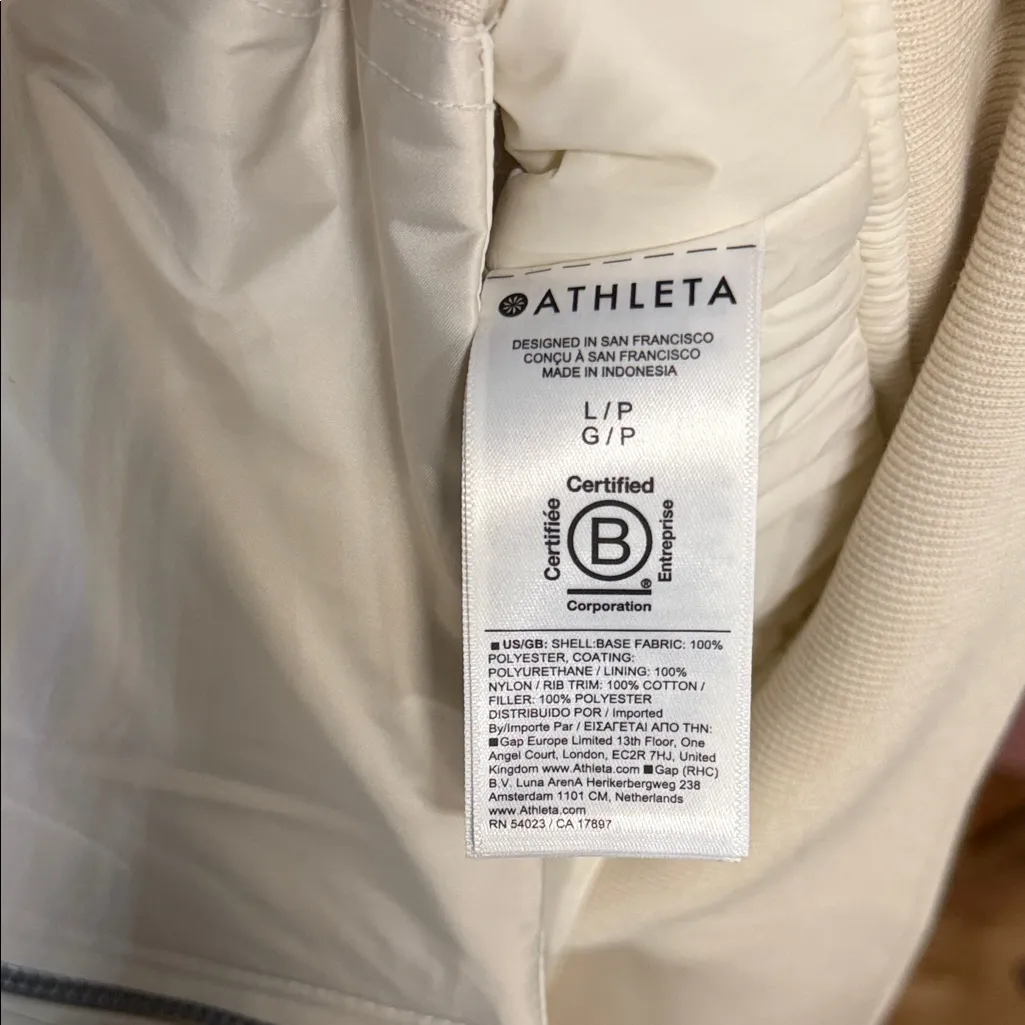 ATHLETA
DESIGNED IN SAN FRANCISCO
CONÇU À SAN FRANCISCO
MADE IN INDONESIA
L / P
G / P
Certified
Certifiée
B
Entreprise
®
Corporation
US/GB: SHELL:BASE FABRIC: 100%
POLYESTER, COATING:
POLYURETHANE / LINING: 100%
NYLON / RIB TRIM: 100% COTTON /
FILLER: 100% POLYESTER
DISTRIBUIDO POR / Imported
By/Importe Par / ΕΙΣΑΓΕΤΑΙ ΑΠΟ ΤΗΝ:
Gap Europe Limited 13th Floor, One
Angel Court, London, EC2R 7HJ, United
Kingdom www.Athleta.com Gap (RHC)
B.V. Luna ArenA Herikerbergweg 238
Amsterdam 1101 CM, Netherlands
www.Athleta.com
RN 54023 / CA 17897